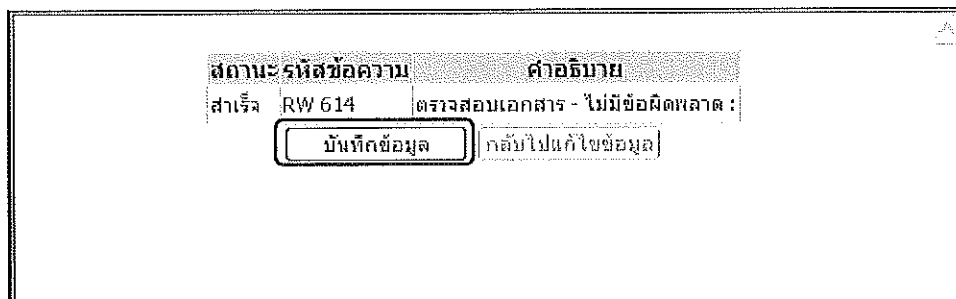 สถานะ รหัสข้อความ คำอธิบาย
สำเร็จ RW 614 ตรวจสอบเอกสาร - ไม่มีข้อผิดพลาด :
บันทึกข้อมูล กลับไปแก้ไขข้อมูล